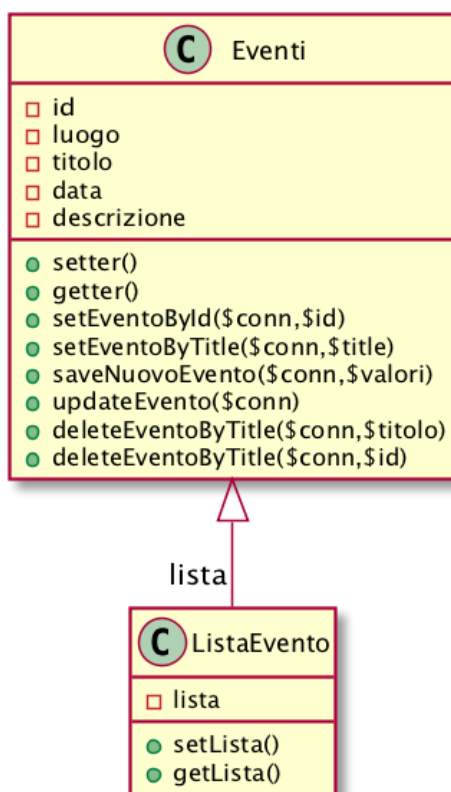 C Eventi
id
luogo
titolo
data
descrizione
setter()
getter()
setEventoById($conn,$id)
setEventoByTitle($conn,$title)
saveNuovoEvento($conn,$valori)
updateEvento($conn)
deleteEventoByTitle($conn,$titolo)
deleteEventoByTitle($conn,$id)
lista
C ListaEvento
lista
setLista()
getLista()